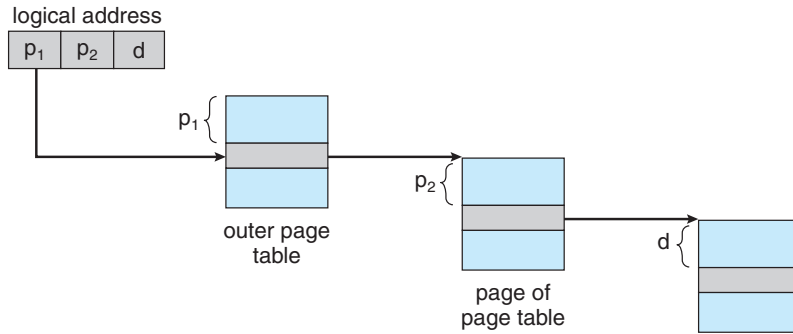 logical address
p1 p2 d
p1
outer page
table
p2
page of
page table
d